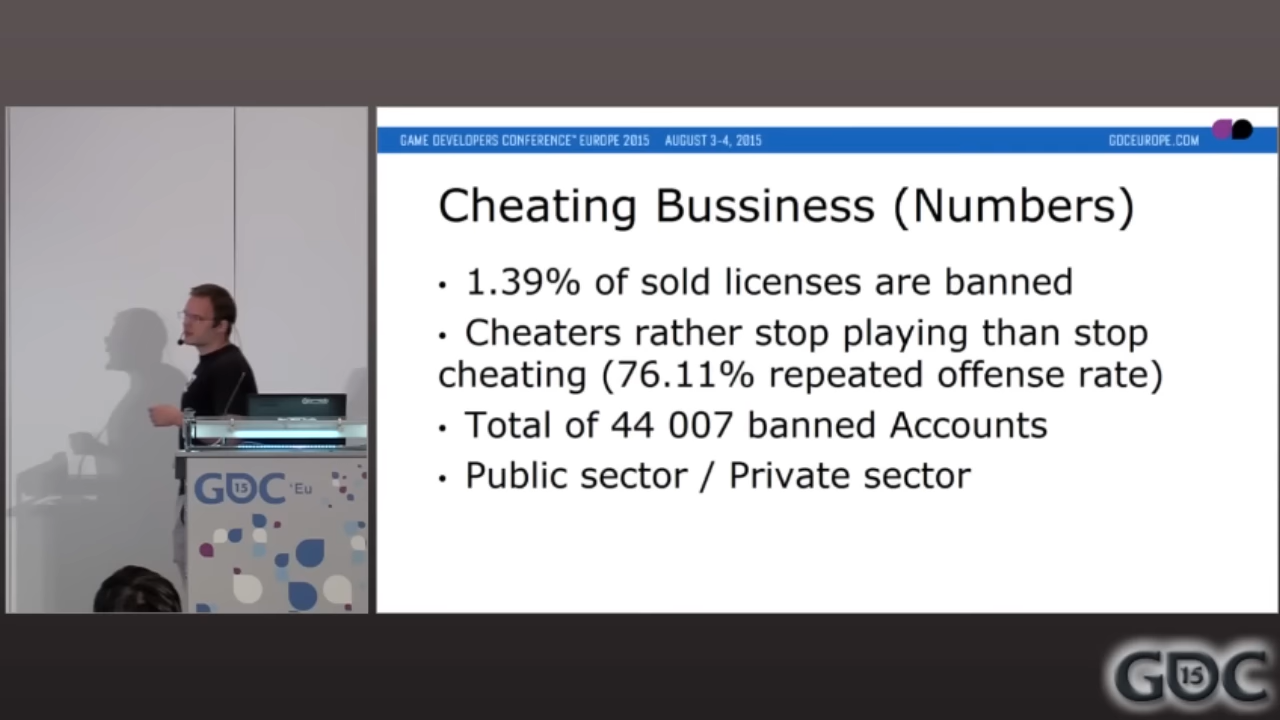 GAME DEVELOPERS CONFERENCE™ EUROPE 2015 AUGUST 3-4, 2015 GDCEUROPE.COM
Cheating Bussiness (Numbers)
• 1.39% of sold licenses are banned
• Cheaters rather stop playing than stop
cheating (76.11% repeated offense rate)
• Total of 44 007 banned Accounts
• Public sector / Private sector
GDC 15 'Eu
GDC 15